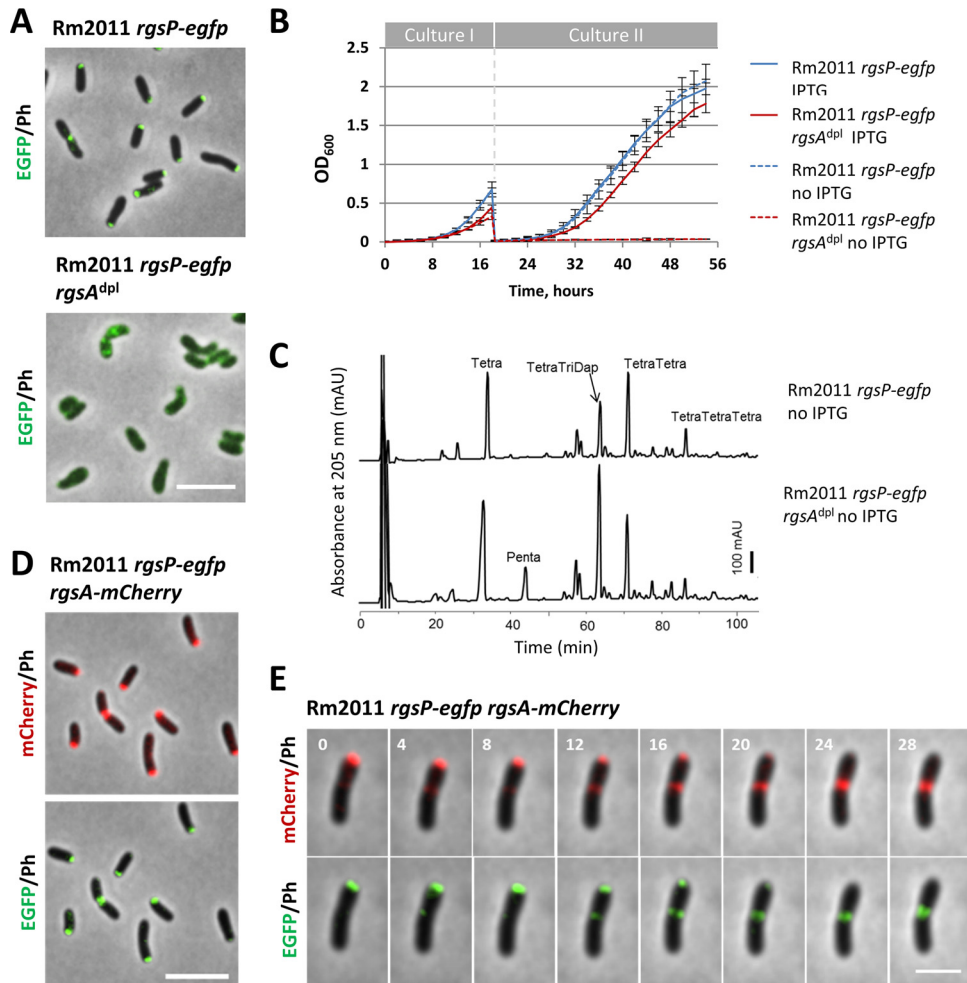 A
Rm2011 rgsP-egfp
EGFP/Ph
Rm2011 rgsP-egfp
rgsAdpl
EGFP/Ph
B
Culture I
Culture II
OD600
2.5
2
1.5
1
0.5
0
0 8 16 24 32 40 48 56
Time, hours
Rm2011 rgsP-egfp
IPTG
Rm2011 rgsP-egfp
rgsAdpl IPTG
Rm2011 rgsP-egfp
no IPTG
Rm2011 rgsP-egfp
rgsAdpl no IPTG
C
Absorbance at 205 nm (mAU)
Tetra
TetraTriDap
TetraTetra
TetraTetraTetra
Penta
100 mAU
0 20 40 60 80 100
Time (min)
Rm2011 rgsP-egfp
no IPTG
Rm2011 rgsP-egfp
rgsAdpl no IPTG
D
Rm2011 rgsP-egfp
rgsA-mCherry
mCherry/Ph
EGFP/Ph
E
Rm2011 rgsP-egfp rgsA-mCherry
mCherry/Ph
0 4 8 12 16 20 24 28
EGFP/Ph